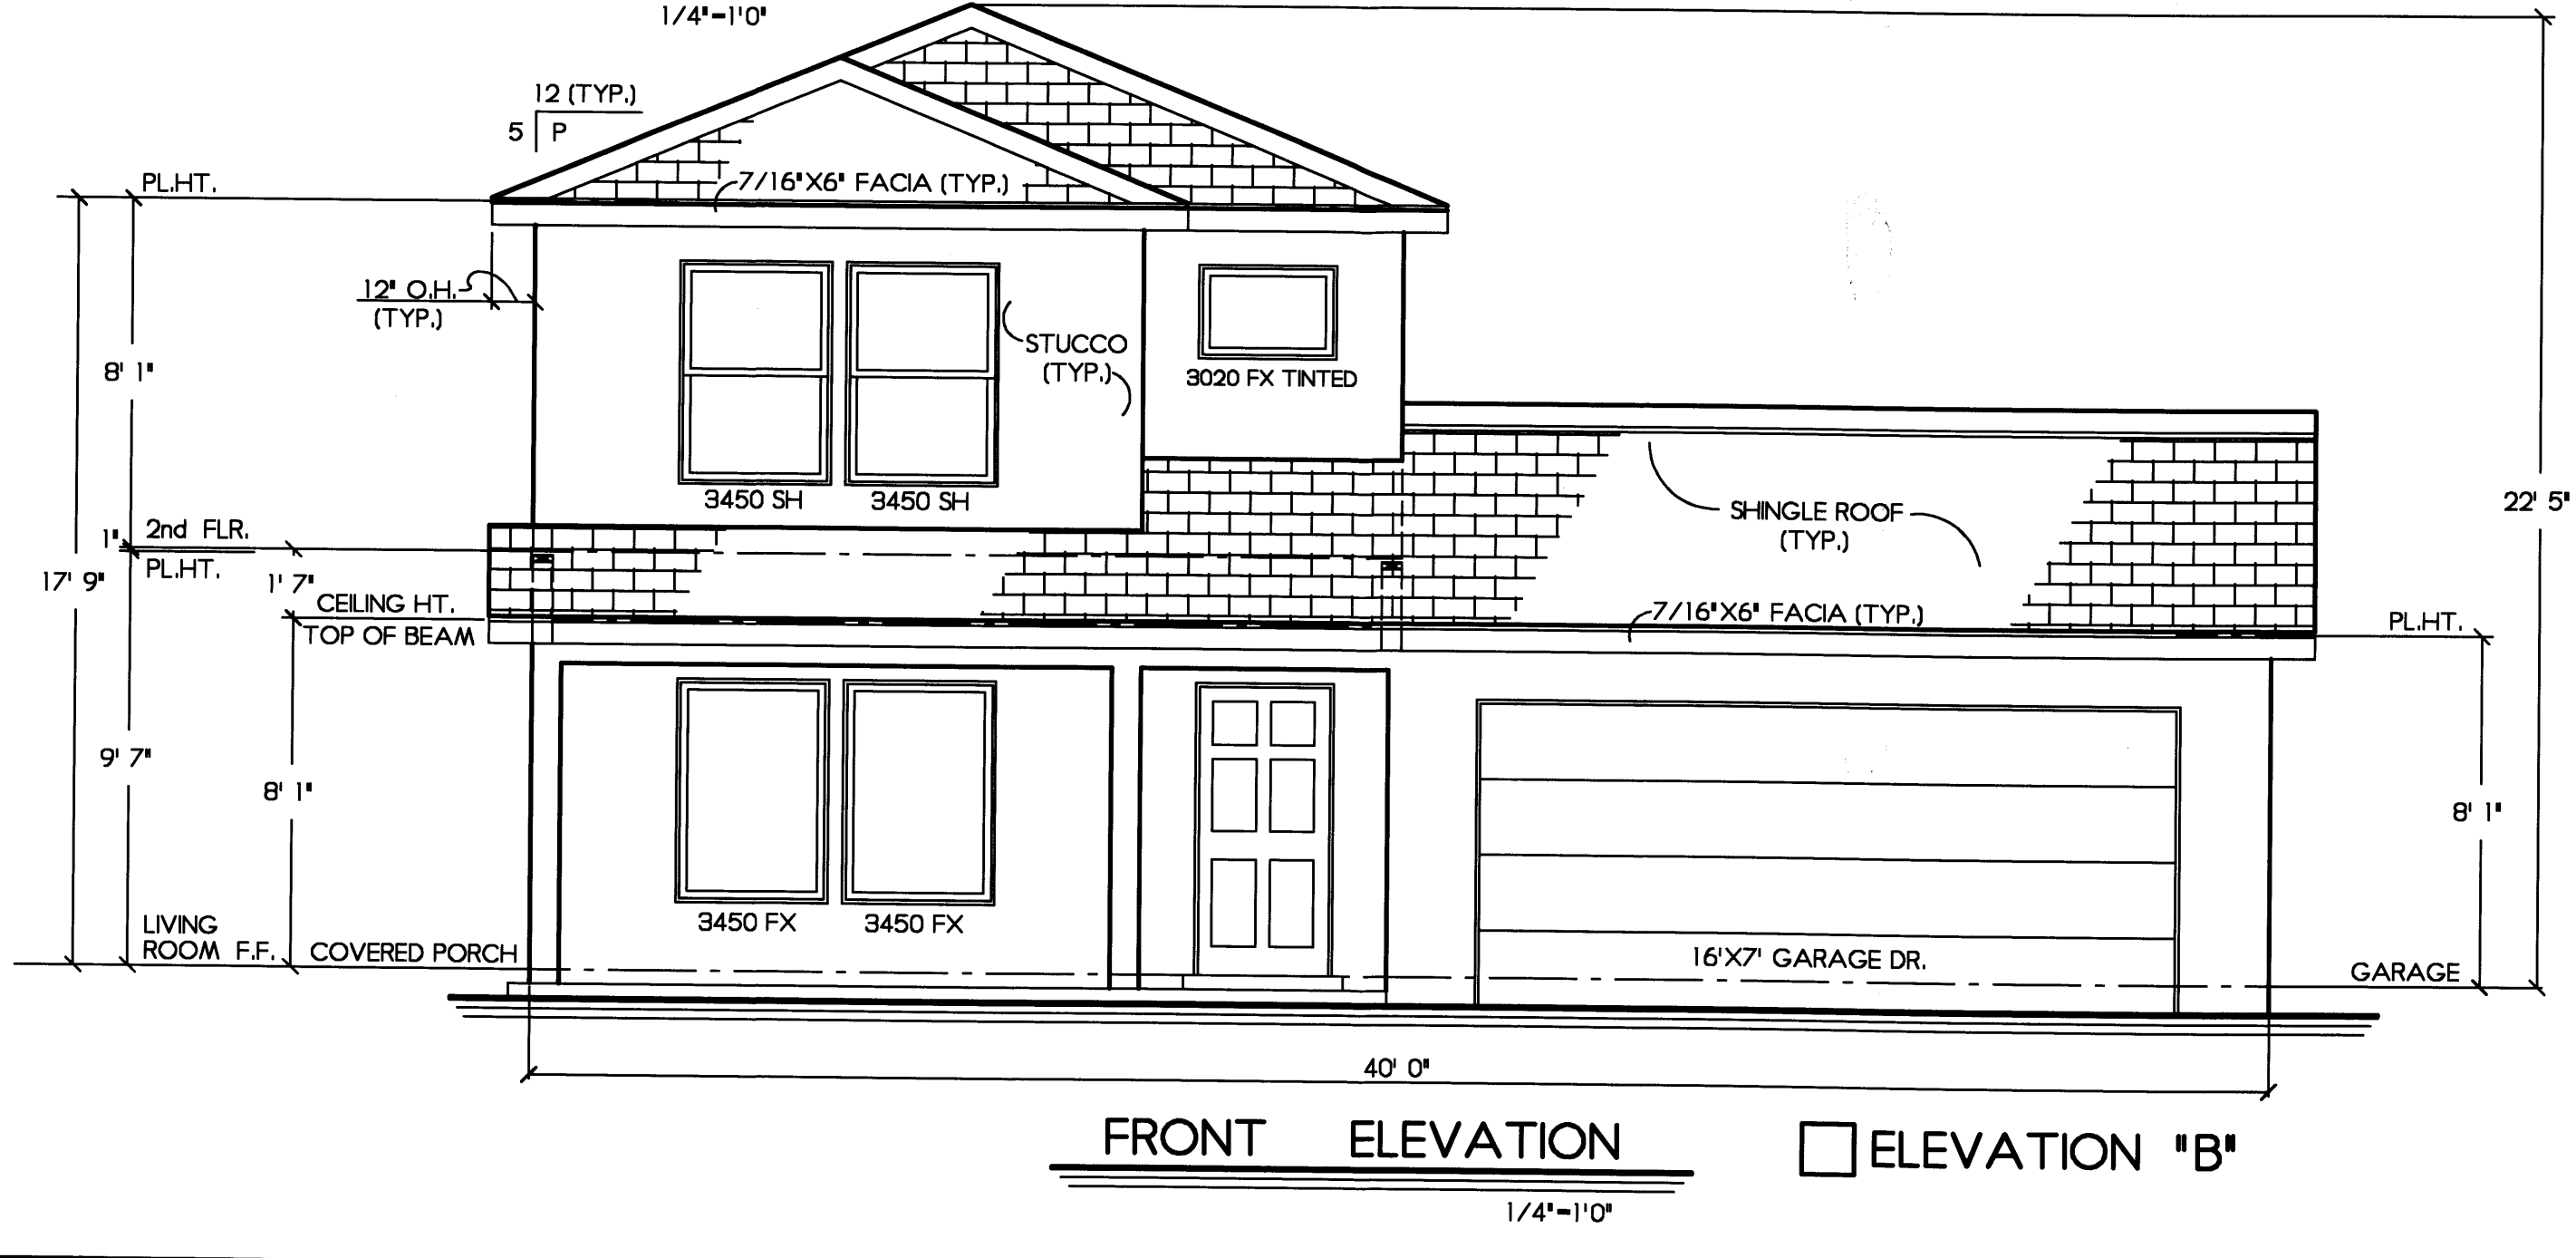 1/4"-1'0"
12 (TYP.)
5 P
PL.HT.
7/16"X6" FACIA (TYP.)
12" O.H.
(TYP.)
8' 1"
STUCCO
(TYP.)
3020 FX TINTED
3450 SH
3450 SH
22' 5"
SHINGLE ROOF
(TYP.)
1"
2nd FLR.
PL.HT.
17' 9"
1' 7"
CEILING HT.
TOP OF BEAM
7/16"X6" FACIA (TYP.)
PL.HT.
9' 7"
8' 1"
8' 1"
LIVING
ROOM F.F.
COVERED PORCH
3450 FX
3450 FX
16'X7' GARAGE DR.
GARAGE
40' 0"
FRONT ELEVATION
ELEVATION "B"
1/4"-1'0"